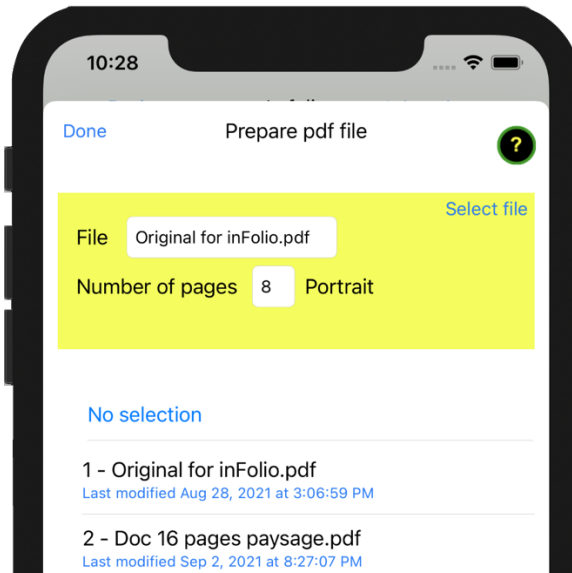 10:28
Done
Prepare pdf file
?
Select file
File Original for inFolio.pdf
Number of pages 8 Portrait
No selection
1 - Original for inFolio.pdf
Last modified Aug 28, 2021 at 3:06:59 PM
2 - Doc 16 pages paysage.pdf
Last modified Sep 2, 2021 at 8:27:07 PM